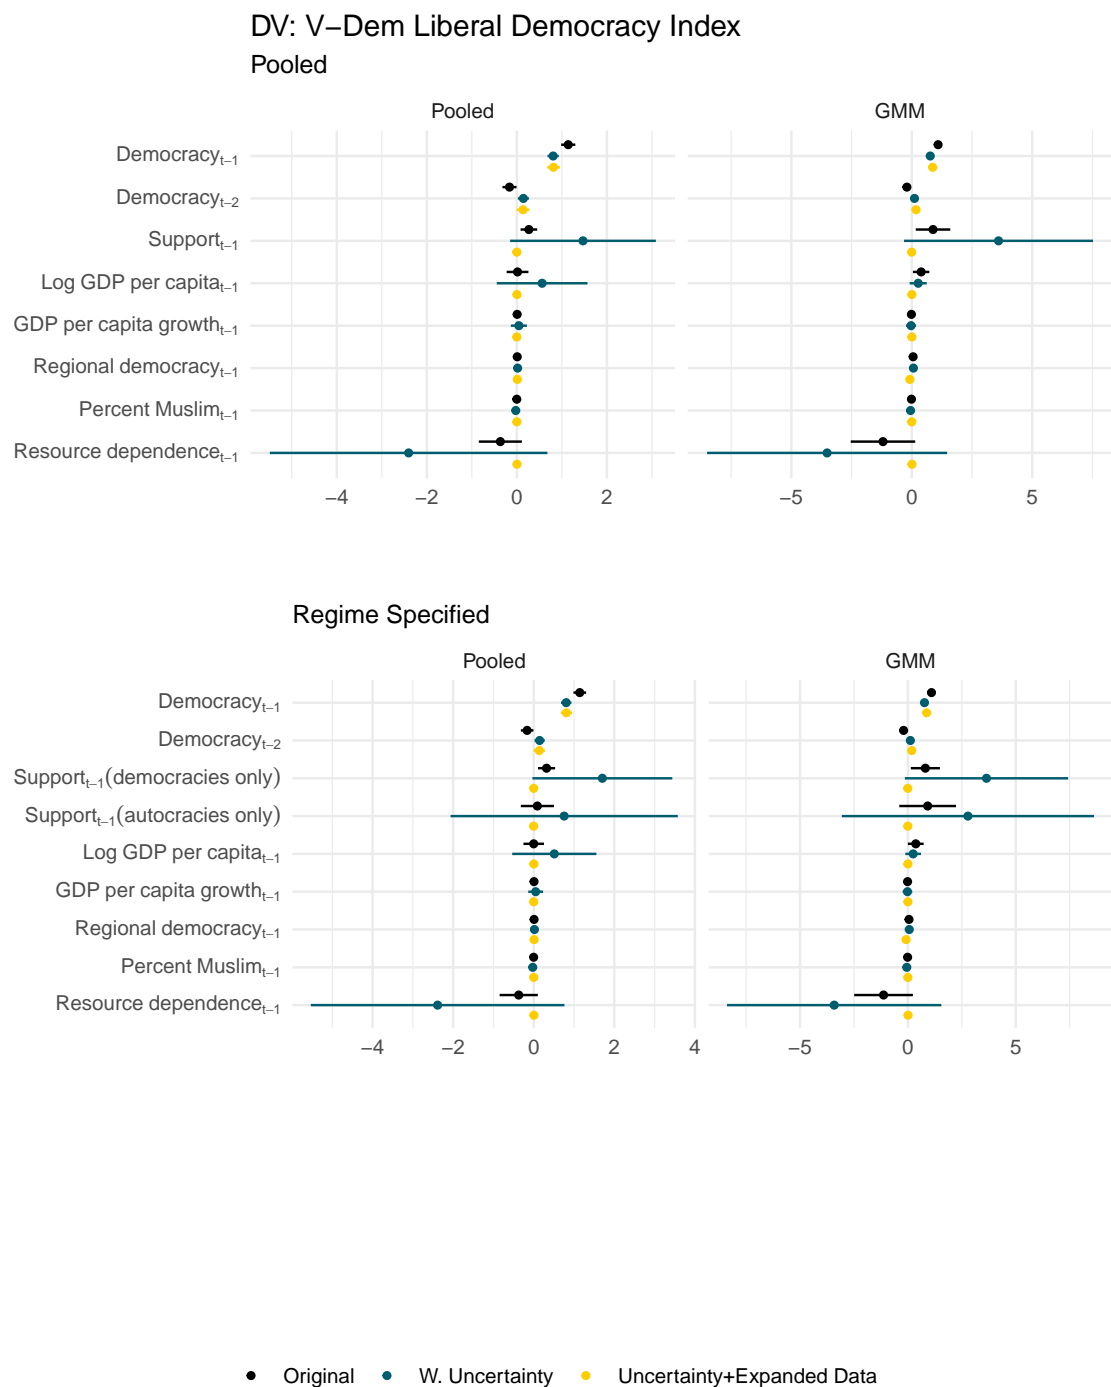 DV: V−Dem Liberal Democracy Index
Pooled
Pooled GMM
Democracyt−1
Democracyt−2
Supportt−1
Log GDP per capitat−1
GDP per capita growtht−1
Regional democracyt−1
Percent Muslimt−1
Resource dependencet−1
−4 −2 0 2 −5 0 5
Regime Specified
Pooled GMM
Democracyt−1
Democracyt−2
Supportt−1(democracies only)
Supportt−1(autocracies only)
Log GDP per capitat−1
GDP per capita growtht−1
Regional democracyt−1
Percent Muslimt−1
Resource dependencet−1
−4 −2 0 2 4 −5 0 5
Original W. Uncertainty Uncertainty+Expanded Data